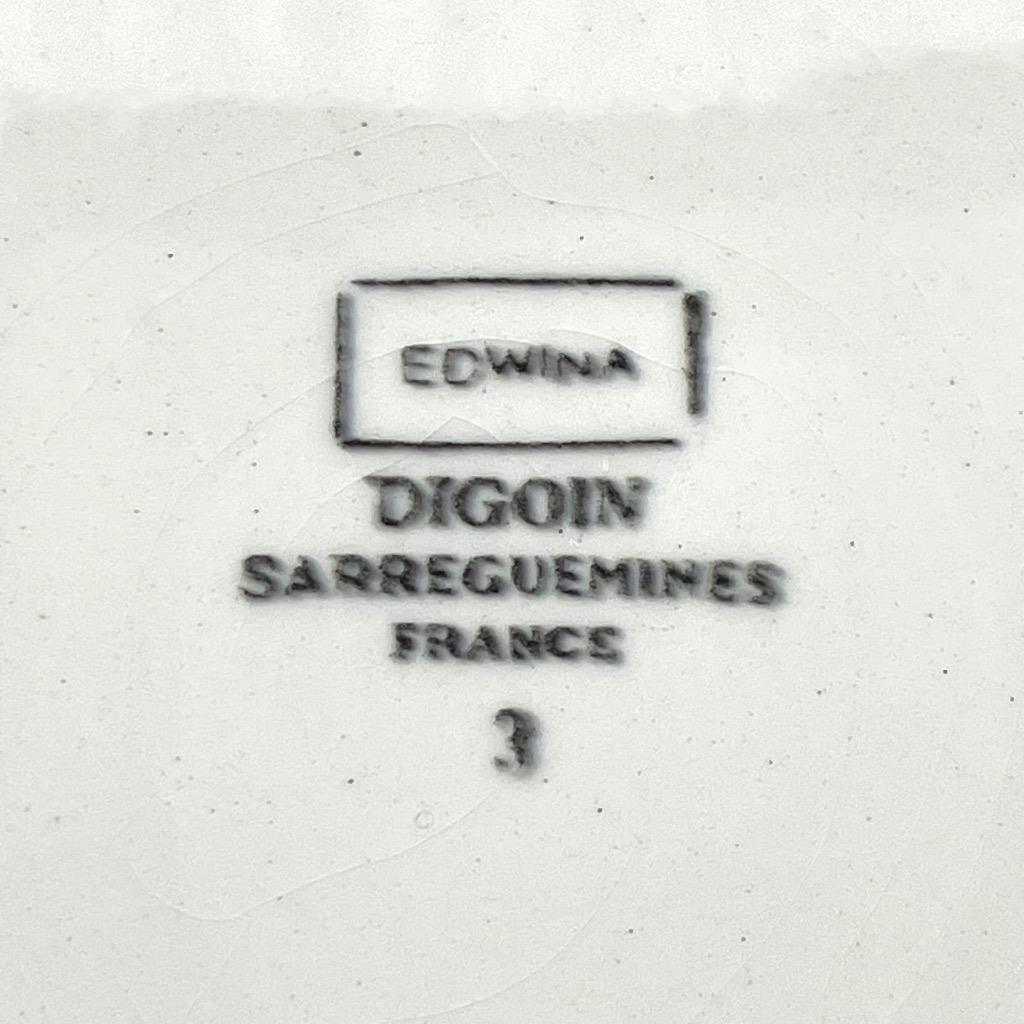 EDWINA
DIGOIN
SARREGUEMINES
FRANCE
3